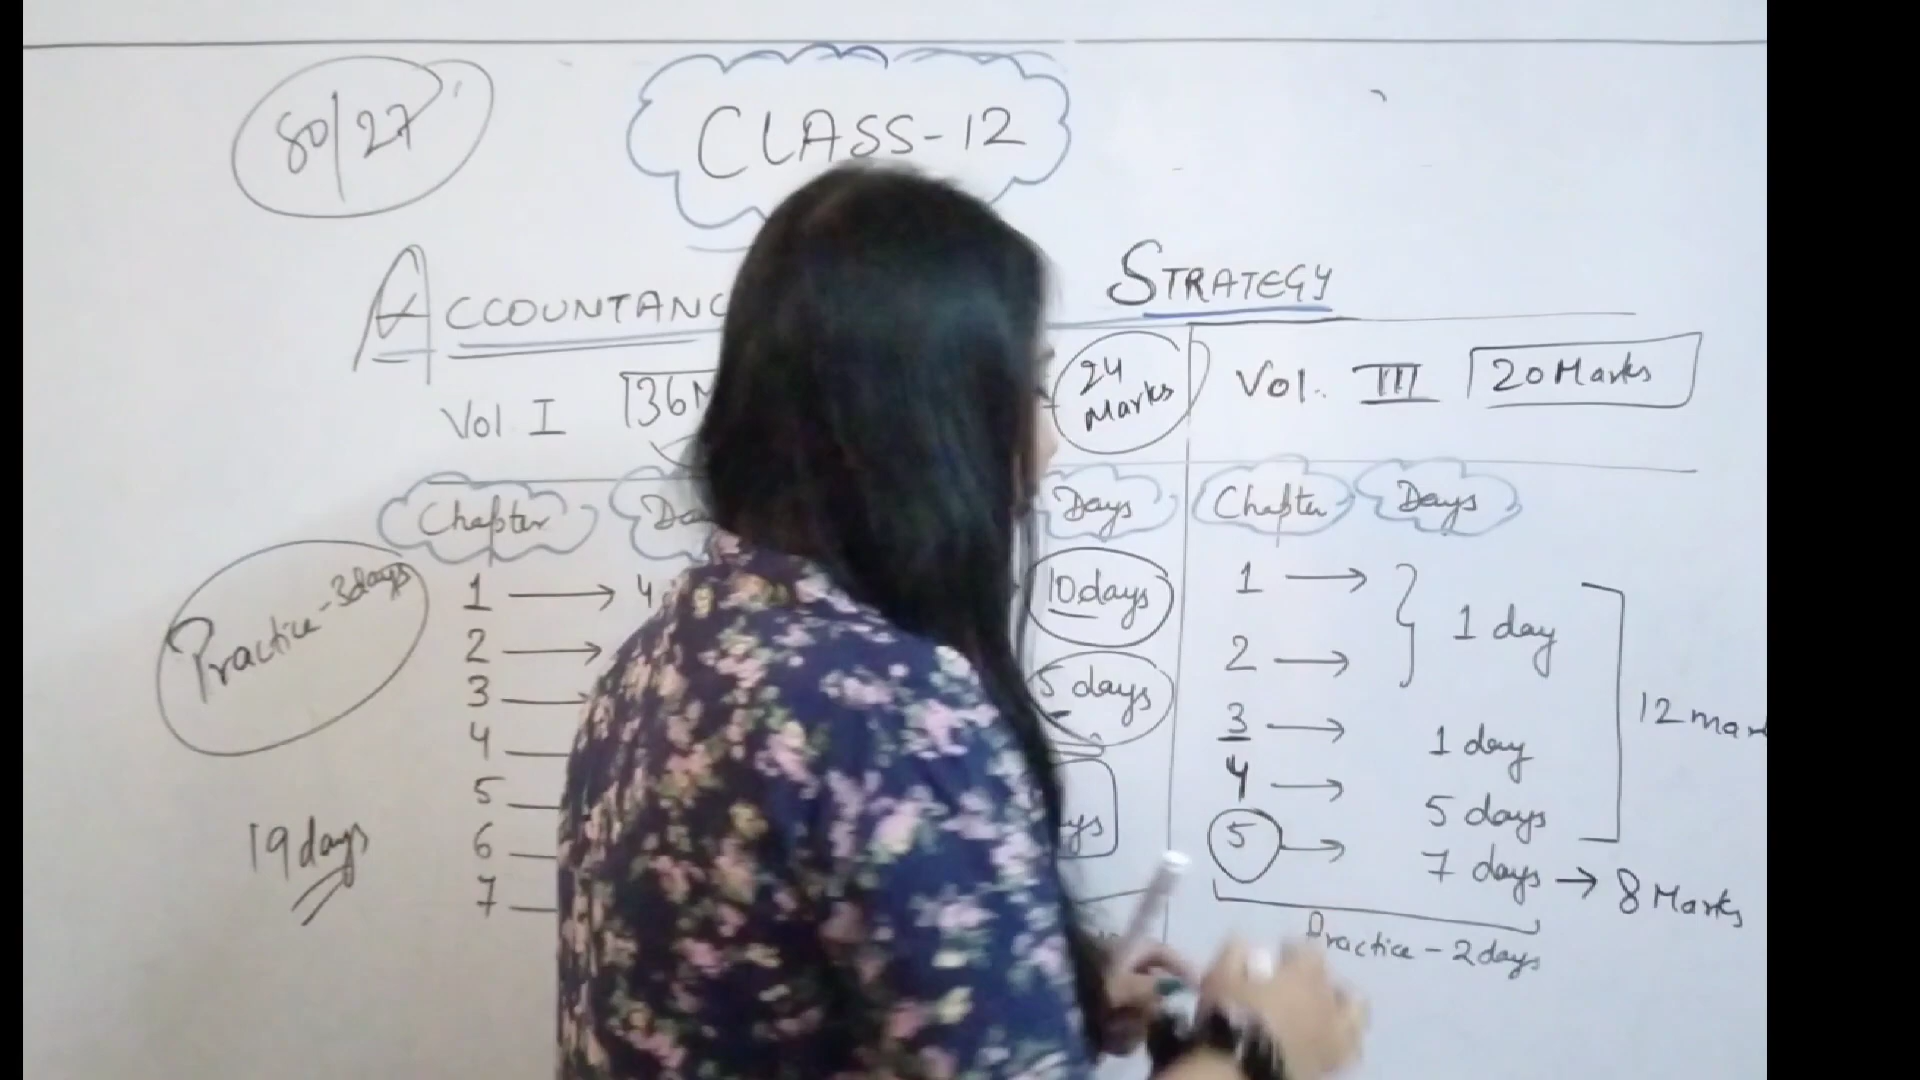 80/27
CLASS-12
ACCOUNTANC
STRATEGY
Vol I
36M
24 Marks
Vol. III
20 Marks
Chapter
Da
Days
Chapter
Days
Practice - 3days
1 → 4
2 →
3
4
5
6
7
19 days
10 days
5 days
ys
1 →
2 →
1 day
3 → 1 day
4 → 5 days
12 mar
5 → 7 days → 8 Marks
Practice - 2 days